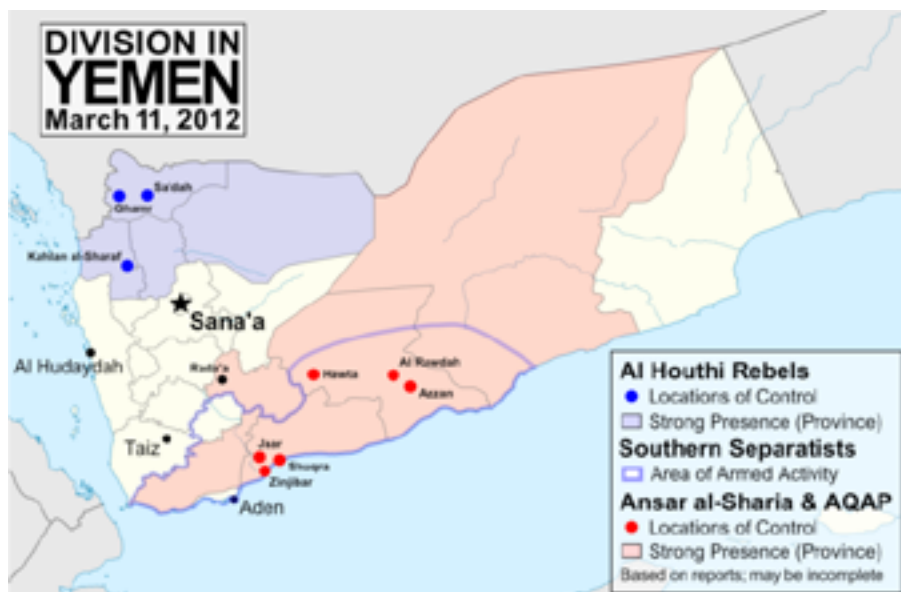 DIVISION IN
YEMEN
March 11, 2012
Sa'dah
Ghamr
Kahlan al-Sharaf
Sana'a
Al Hudaydah
Rada'a
Hawta
Al Rawdah
Azzan
Taiz
Jaar
Shuqra
Zinjibar
Aden
Al Houthi Rebels
Locations of Control
Strong Presence (Province)
Southern Separatists
Area of Armed Activity
Ansar al-Sharia & AQAP
Locations of Control
Strong Presence (Province)
Based on reports; may be incomplete